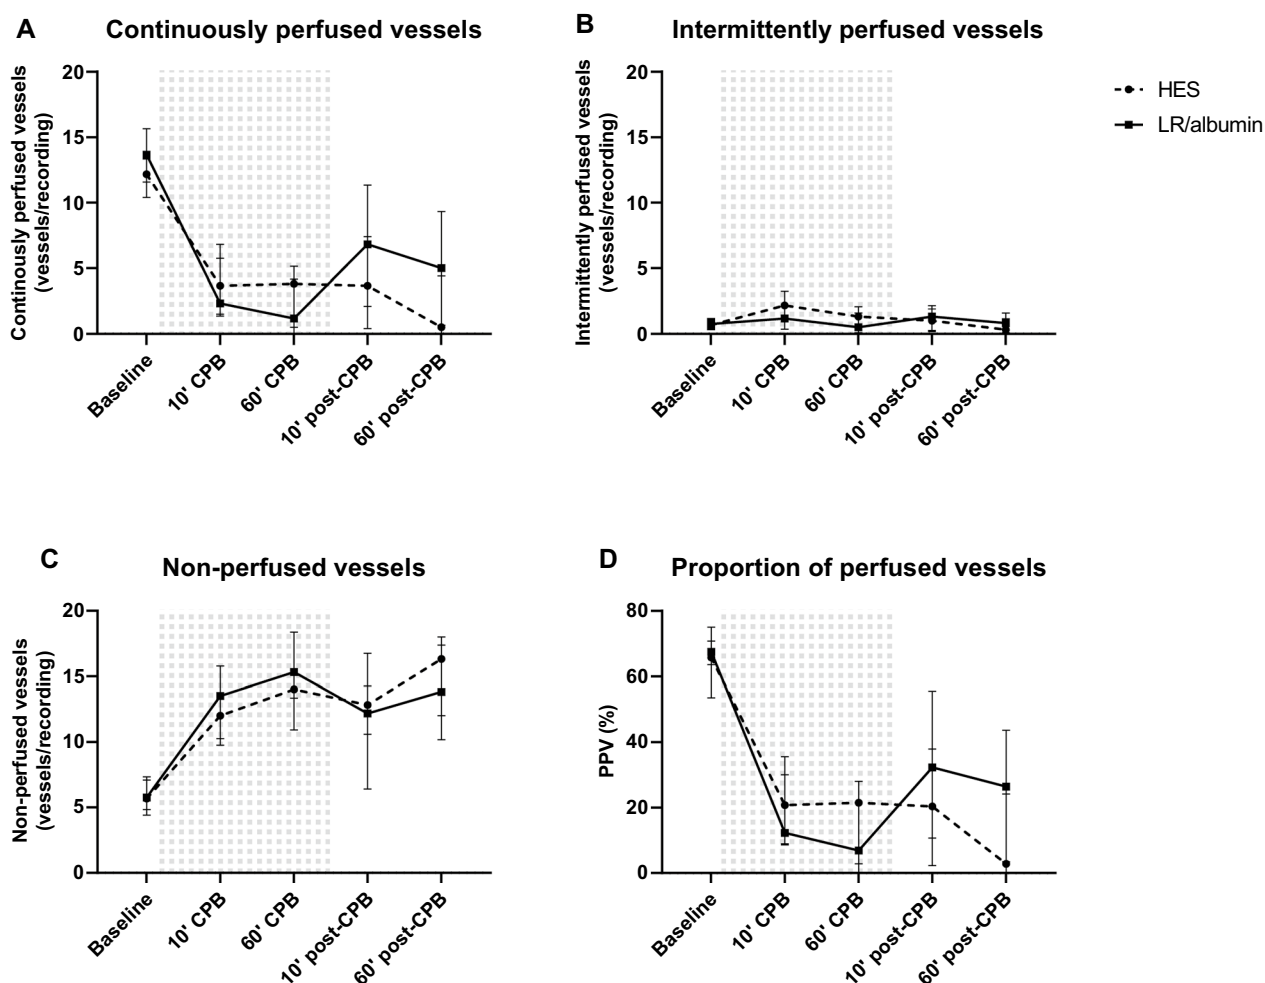 A
Continuously perfused vessels
Continously perfused vessels
(vessels/recording)
20
15
10
5
0
Baseline
10' CPB
60' CPB
10' post-CPB
60' post-CPB
B
Intermittently perfused vessels
Intermittently perfused vessels
(vessels/recording)
20
15
10
5
0
Baseline
10' CPB
60' CPB
10' post-CPB
60' post-CPB
HES
LR/albumin
C
Non-perfused vessels
Non-perfused vessels
(vessels/recording)
20
15
10
5
0
Baseline
10' CPB
60' CPB
10' post-CPB
60' post-CPB
D
Proportion of perfused vessels
PPV (%)
80
60
40
20
0
Baseline
10' CPB
60' CPB
10' post-CPB
60' post-CPB